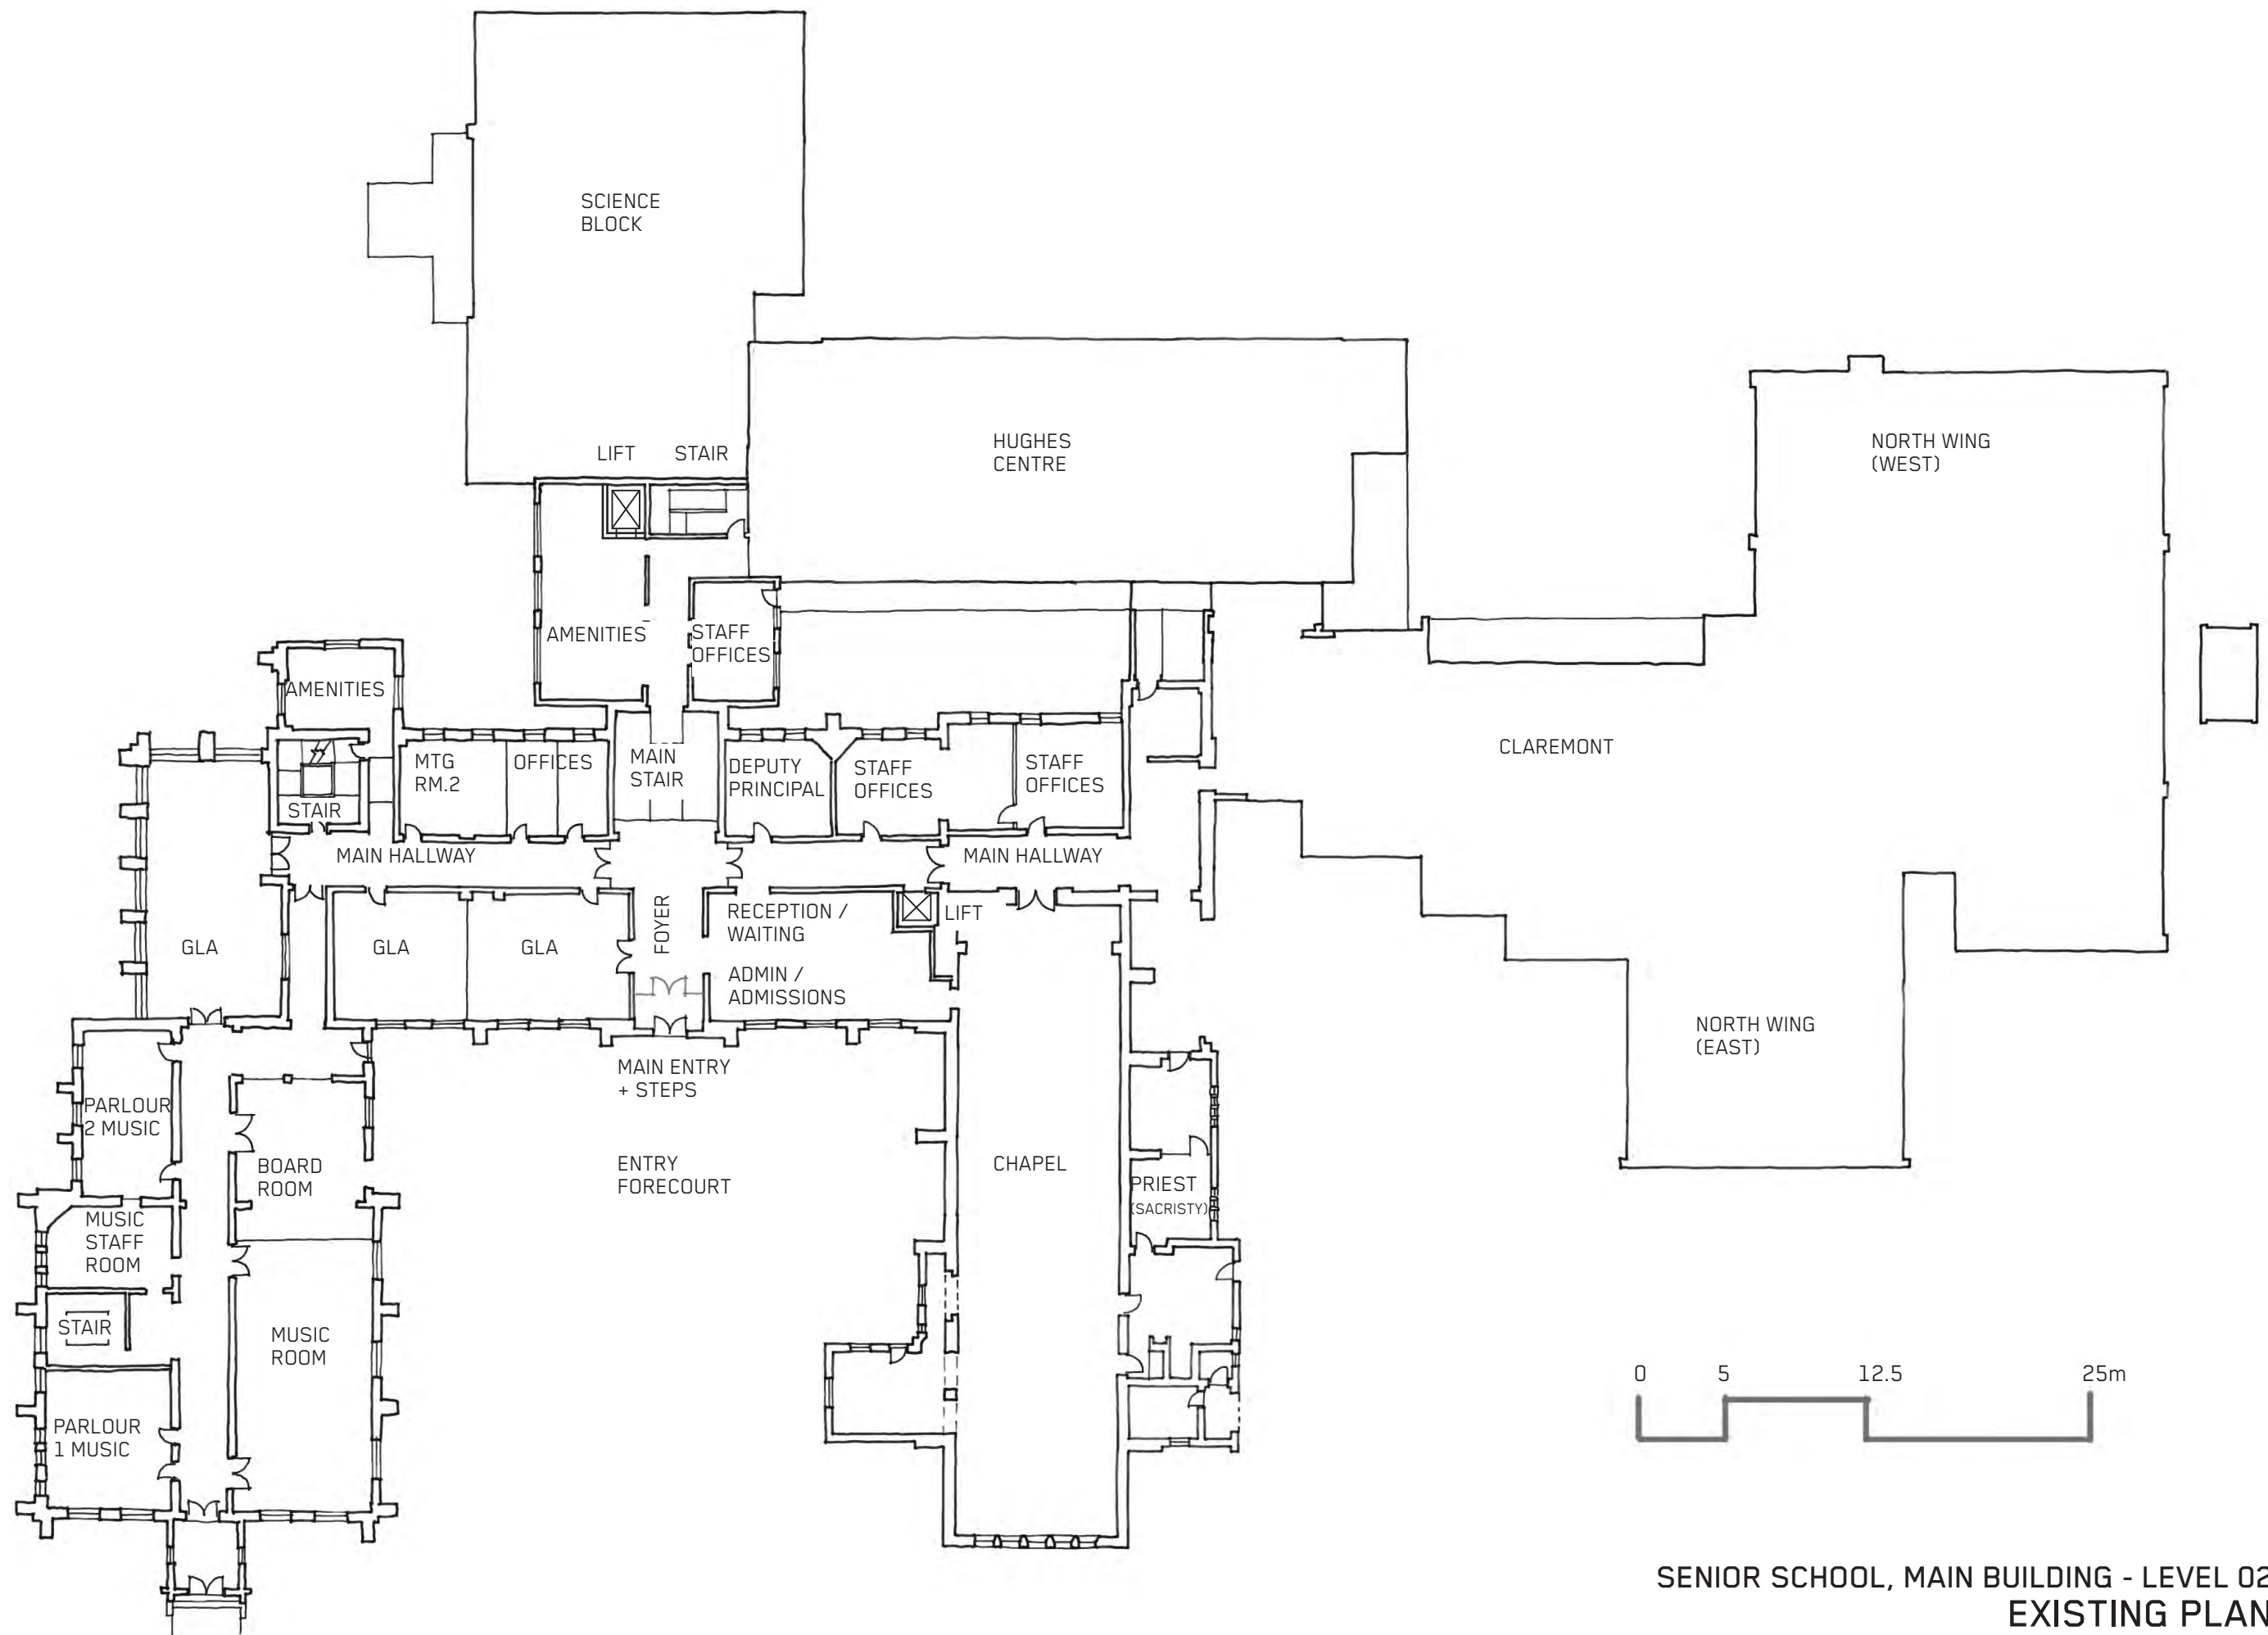 SCIENCE
BLOCK
LIFT
STAIR
HUGHES
CENTRE
NORTH WING
(WEST)
AMENITIES
STAFF
OFFICES
AMENITIES
MTG
RM.2
OFFICES
MAIN
STAIR
DEPUTY
PRINCIPAL
STAFF
OFFICES
STAFF
OFFICES
CLAREMONT
STAIR
MAIN HALLWAY
MAIN HALLWAY
GLA
GLA
GLA
FOYER
RECEPTION /
WAITING
LIFT
ADMIN /
ADMISSIONS
NORTH WING
(EAST)
MAIN ENTRY
+ STEPS
PARLOUR
2 MUSIC
BOARD
ROOM
ENTRY
FORECOURT
CHAPEL
PRIEST
(SACRISTY)
MUSIC
STAFF
ROOM
STAIR
MUSIC
ROOM
PARLOUR
1 MUSIC
0 5 12.5 25m
SENIOR SCHOOL, MAIN BUILDING - LEVEL 02
EXISTING PLAN